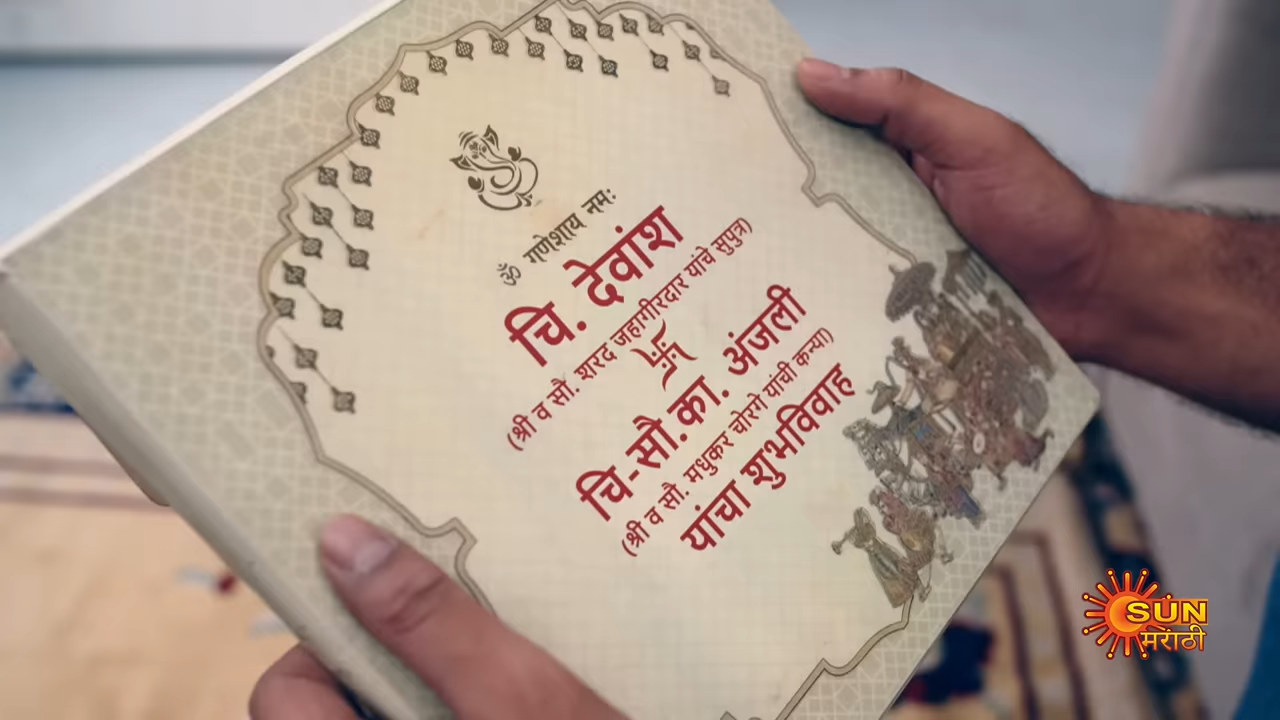 ॐ गणेशाय नमः
चि. देवांश
(श्री व सौ. शरद जहागीरदार यांचे सुपुत्र)
चि-सौ.का. अंजली
(श्री व सौ. मधुकर चोरगे यांची कन्या)
यांचा शुभविवाह
SUN
मराठी